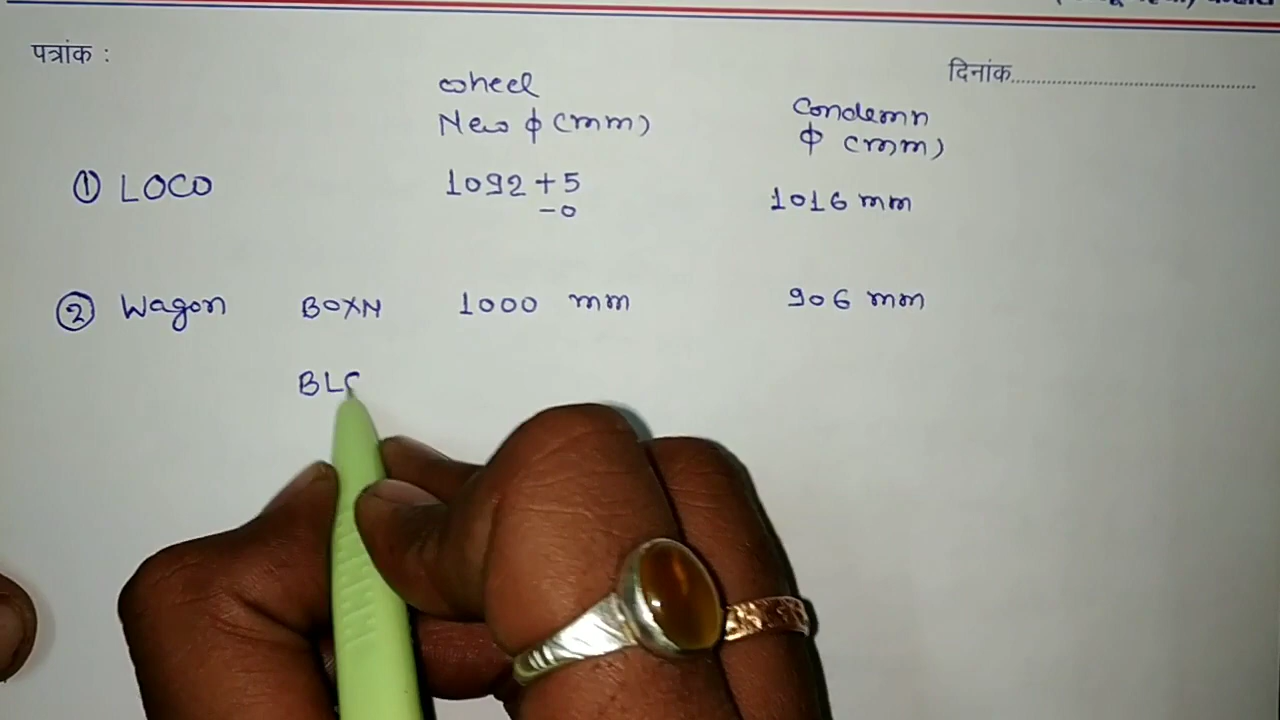 पत्रांक :
दिनांक
wheel
New ф (mm)
Condemn
ф (mm)
① LOCO 1092 + 5
- 0
1016 mm
② Wagon BOXN 1000 mm 906 mm
BLC